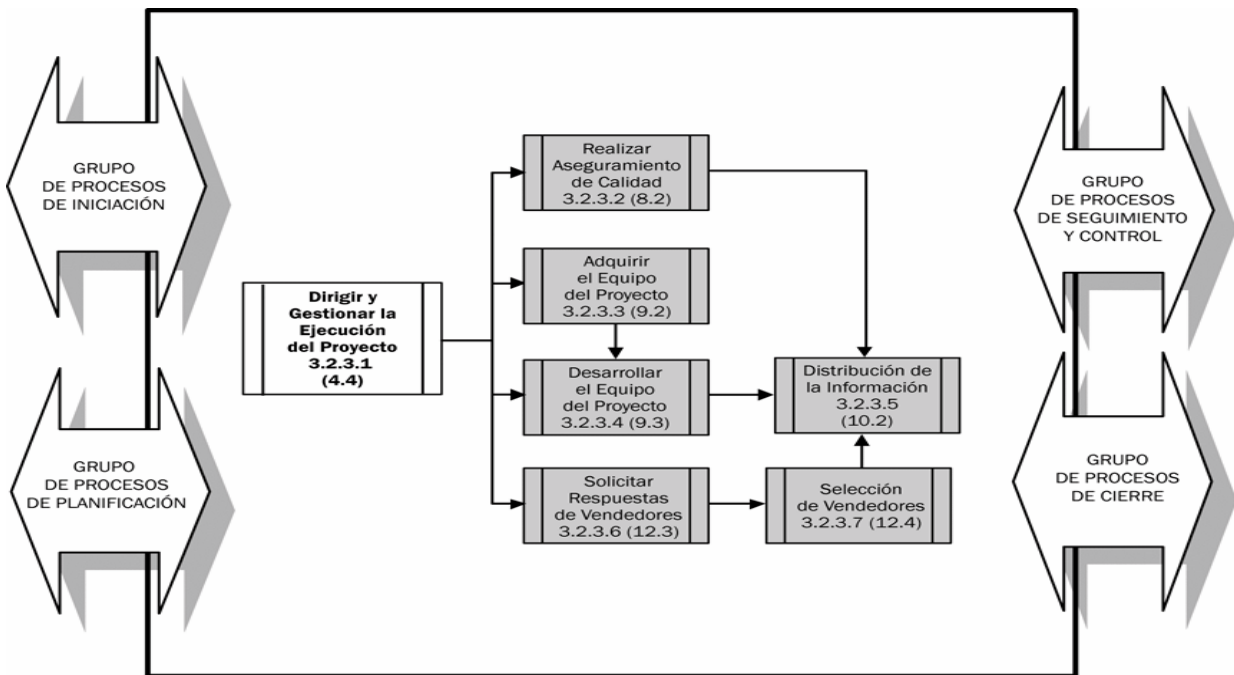 GRUPO
DE PROCESOS
DE INICIACIÓN
GRUPO
DE PROCESOS
DE PLANIFICACIÓN
Dirigir y
Gestionar la
Ejecución
del Proyecto
3.2.3.1
(4.4)
Realizar
Aseguramiento
de Calidad
3.2.3.2 (8.2)
Adquirir
el Equipo
del Proyecto
3.2.3.3 (9.2)
Desarrollar
el Equipo
del Proyecto
3.2.3.4 (9.3)
Solicitar
Respuestas
de Vendedores
3.2.3.6 (12.3)
Distribución de
la Información
3.2.3.5
(10.2)
Selección
de Vendedores
3.2.3.7 (12.4)
GRUPO
DE PROCESOS
DE SEGUIMIENTO
Y CONTROL
GRUPO
DE PROCESOS
DE CIERRE